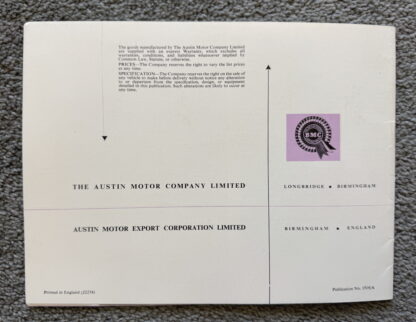 The goods manufactured by The Austin Motor Company Limited
are supplied with an express Warranty, which excludes all
warranties, conditions, and liabilities whatsoever implied by
Common Law, Statute, or otherwise.
PRICES—The Company reserves the right to vary the list prices
at any time.
SPECIFICATION—The Company reserves the right on the sale of
any vehicle to make before delivery without notice any alteration
to or departure from the specification, design, or equipment
detailed in this publication. Such alterations are likely to occur at
any time.
BMC
THE AUSTIN MOTOR COMPANY LIMITED
LONGBRIDGE • BIRMINGHAM
AUSTIN MOTOR EXPORT CORPORATION LIMITED
BIRMINGHAM • ENGLAND
Printed in England
Publication No.